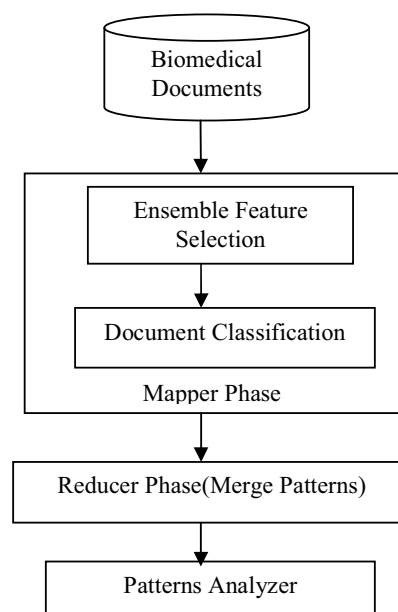 Biomedical
Documents
Ensemble Feature
Selection
Document Classification
Mapper Phase
Reducer Phase(Merge Patterns)
Patterns Analyzer